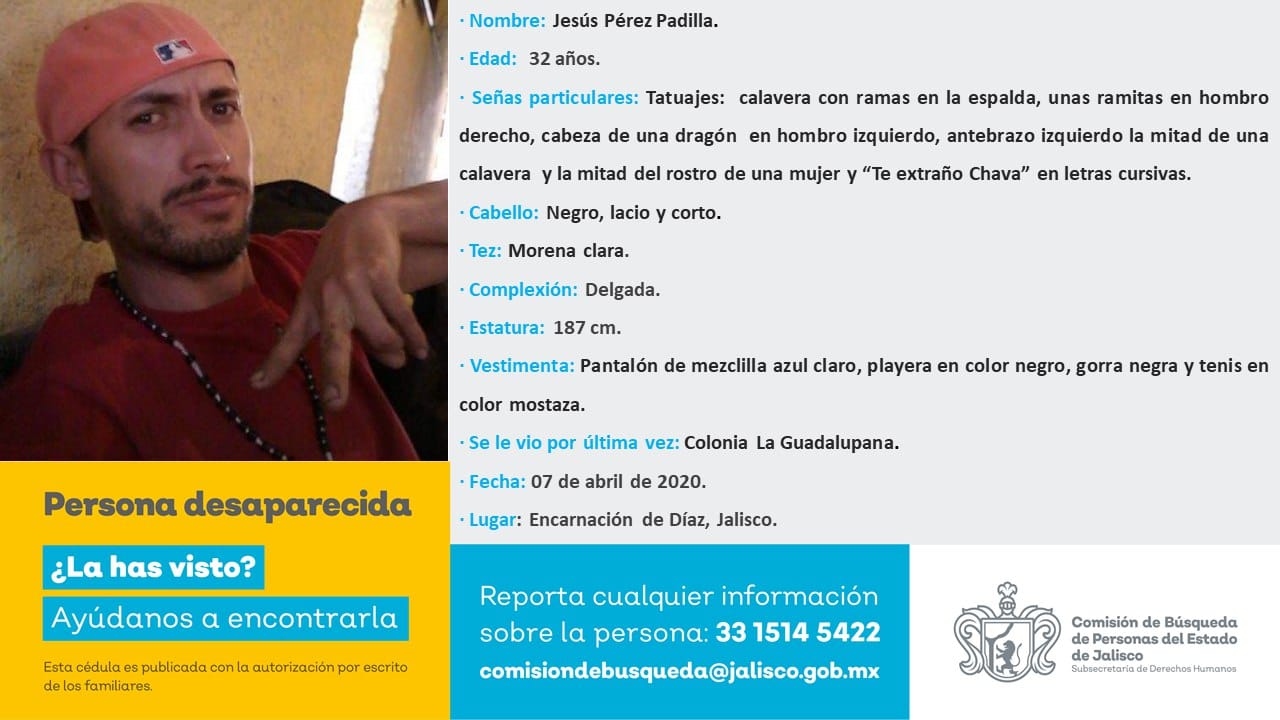 · Nombre: Jesús Pérez Padilla.
· Edad: 32 años.
· Señas particulares: Tatuajes: calavera con ramas en la espalda, unas ramitas en hombro
derecho, cabeza de una dragón en hombro izquierdo, antebrazo izquierdo la mitad de una
calavera y la mitad del rostro de una mujer y “Te extraño Chava” en letras cursivas.
· Cabello: Negro, lacio y corto.
· Tez: Morena clara.
· Complexión: Delgada.
· Estatura: 187 cm.
· Vestimenta: Pantalón de mezclilla azul claro, playera en color negro, gorra negra y tenis en
color mostaza.
· Se le vio por última vez: Colonia La Guadalupana.
· Fecha: 07 de abril de 2020.
· Lugar: Encarnación de Díaz, Jalisco.
Persona desaparecida
¿La has visto?
Ayúdanos a encontrarla
Esta cédula es publicada con la autorización por escrito
de los familiares.
Reporta cualquier información
sobre la persona: 33 1514 5422
comisiondebusqueda@jalisco.gob.mx
Comisión de Búsqueda
de Personas del Estado
de Jalisco
Subsecretaría de Derechos Humanos